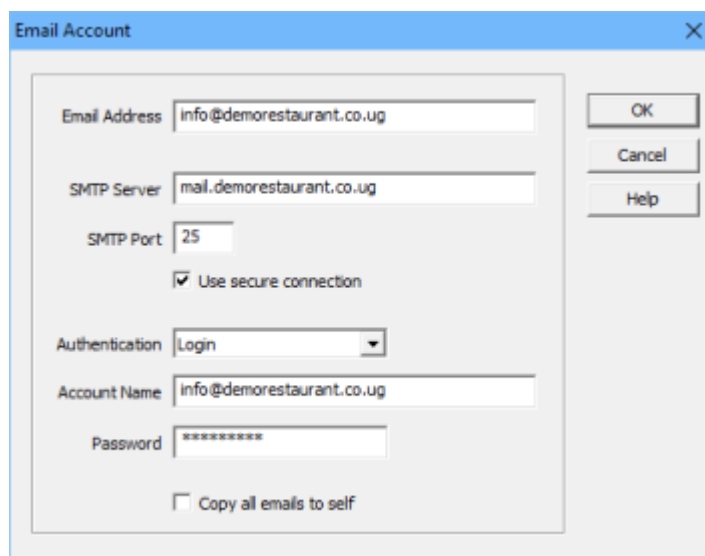 Email Account
Email Address info@demorestaurant.co.ug
OK
Cancel
SMTP Server mail.demorestaurant.co.ug
Help
SMTP Port 25
Use secure connection
Authentication Login
Account Name info@demorestaurant.co.ug
Password *********
Copy all emails to self